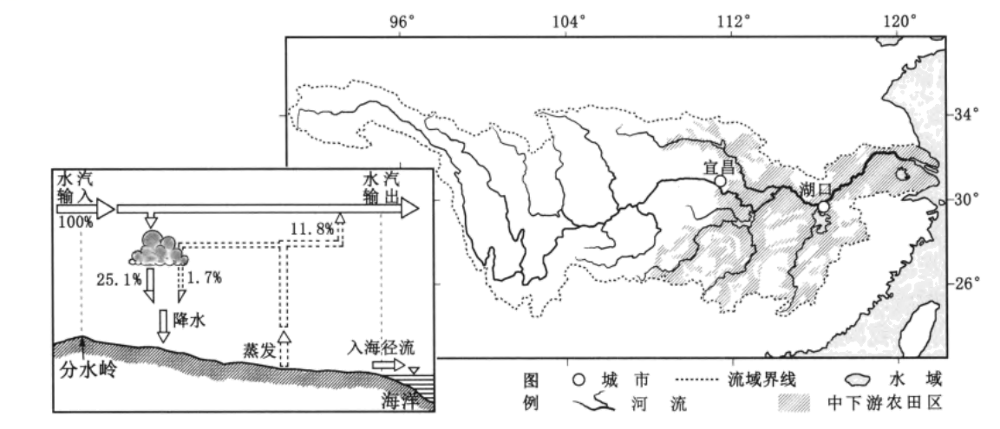 96° 104° 112° 120°
34°
30°
26°
宜昌
湖口
水汽 水汽
输入 输出
100%
11.8%
25.1% 1.7%
降水
蒸发 入海径流
分水岭
海洋
图 城市 流域界线 水域
例 河流 中下游农田区